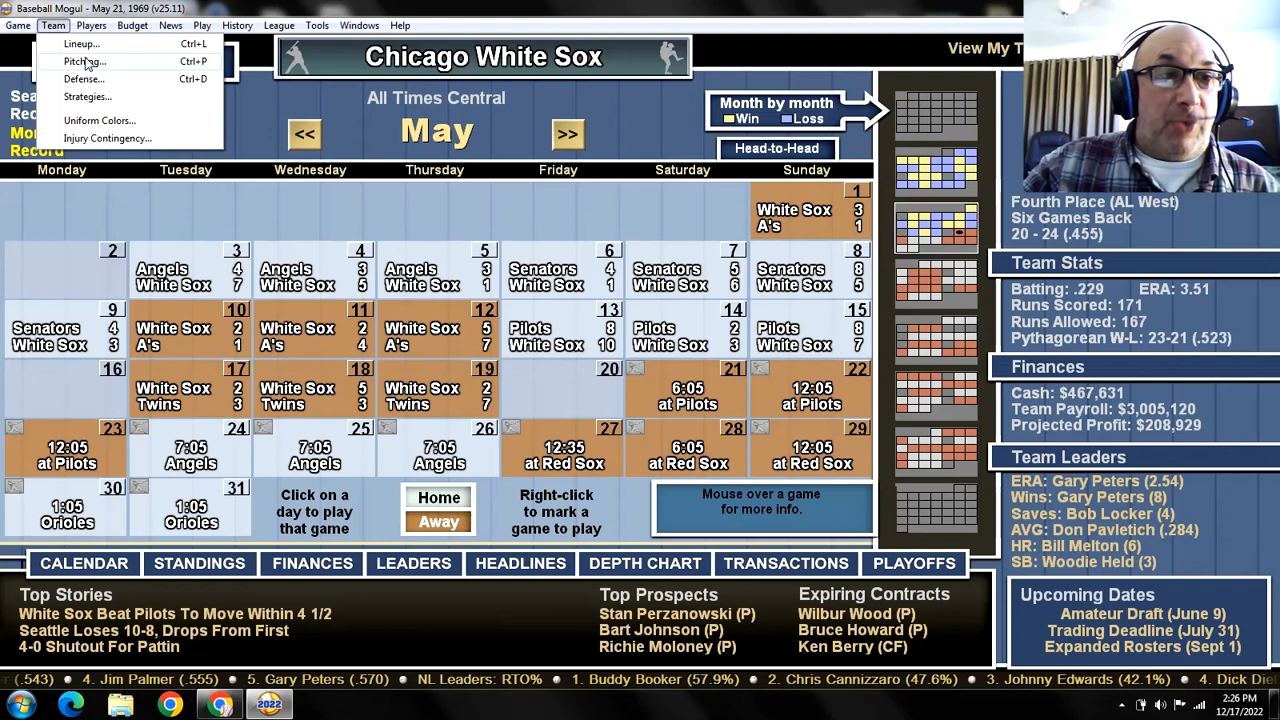 Baseball Mogul - May 21, 1969 (v25.11)
Game Team Players Budget News Play History League Tools Windows Help
Lineup... Ctrl+L
Pitching... Ctrl+P
Defense... Ctrl+D
Strategies...
Uniform Colors...
Injury Contingency...
Chicago White Sox
View My T
Sea
Rec
Mon
Record
All Times Central
<< May >>
Month by month
Win Loss
Head-to-Head
Monday Tuesday Wednesday Thursday Friday Saturday Sunday
1
White Sox 3
A's 1
2 3 4 5 6 7 8
Angels 4 Angels 3 Angels 3 Senators 4 Senators 5 Senators 8
White Sox 7 White Sox 5 White Sox 1 White Sox 1 White Sox 6 White Sox 5
9 10 11 12 13 14 15
Senators 4 White Sox 2 White Sox 2 White Sox 5 Pilots 8 Pilots 2 Pilots 8
White Sox 3 A's 1 A's 4 A's 7 White Sox 10 White Sox 3 White Sox 7
16 17 18 19 20 21 22
White Sox 2 White Sox 5 White Sox 2 6:05 12:05
Twins 3 Twins 3 Twins 7 at Pilots at Pilots
23 24 25 26 27 28 29
12:05 7:05 7:05 7:05 12:35 6:05 12:05
at Pilots Angels Angels Angels at Red Sox at Red Sox at Red Sox
30 31
1:05 1:05
Orioles Orioles
Click on a
day to play
that game
Home
Away
Right-click
to mark a
game to play
Mouse over a game
for more info.
Fourth Place (AL West)
Six Games Back
20 - 24 (.455)
Team Stats
Batting: .229 ERA: 3.51
Runs Scored: 171
Runs Allowed: 167
Pythagorean W-L: 23-21 (.523)
Finances
Cash: $467,631
Team Payroll: $3,005,120
Projected Profit: $208,929
Team Leaders
ERA: Gary Peters (2.54)
Wins: Gary Peters (8)
Saves: Bob Locker (4)
AVG: Don Pavletich (.284)
HR: Bill Melton (6)
SB: Woodie Held (3)
CALENDAR STANDINGS FINANCES LEADERS HEADLINES DEPTH CHART TRANSACTIONS PLAYOFFS
Top Stories
White Sox Beat Pilots To Move Within 4 1/2
Seattle Loses 10-8, Drops From First
4-0 Shutout For Pattin
Top Prospects
Stan Perzanowski (P)
Bart Johnson (P)
Richie Moloney (P)
Expiring Contracts
Wilbur Wood (P)
Bruce Howard (P)
Ken Berry (CF)
Upcoming Dates
Amateur Draft (June 9)
Trading Deadline (July 31)
Expanded Rosters (Sept 1)
(.543) 4. Jim Palmer (.555) 5. Gary Peters (.570) NL Leaders: RTO% 1. Buddy Booker (57.9%) 2. Chris Cannizzaro (47.6%) 3. Johnny Edwards (42.1%) 4. Dick Diet
2022
2:26 PM
12/17/2022